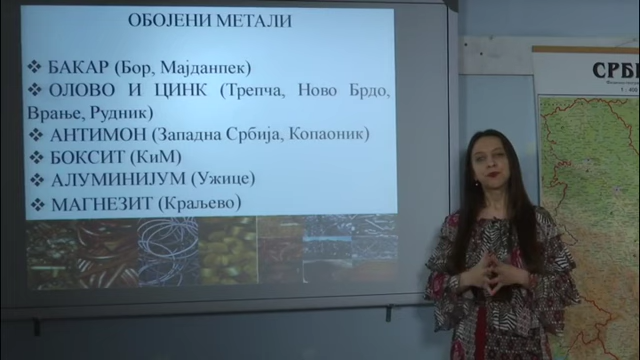 ОБОЈЕНИ МЕТАЛИ
❖ БАКАР (Бор, Мајданпек)
❖ ОЛОВО И ЦИНК (Трепча, Ново Брдо,
Врање, Рудник)
❖ АНТИМОН (Западна Србија, Копаоник)
❖ БОКСИТ (КиМ)
❖ АЛУМИНИЈУМ (Ужице)
❖ МАГНЕЗИТ (Краљево)
СРБ